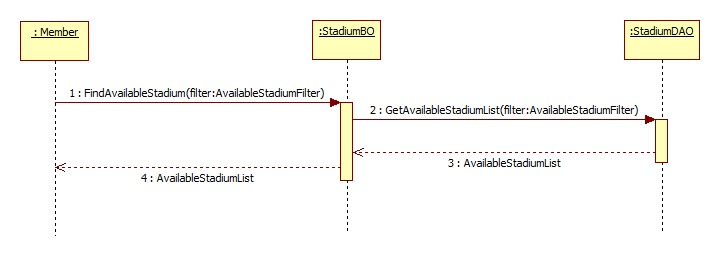 : Member
:StadiumBO
:StadiumDAO
1 : FindAvailableStadium(filter:AvailableStadiumFilter)
2 : GetAvailableStadiumList(filter:AvailableStadiumFilter)
3 : AvailableStadiumList
4 : AvailableStadiumList